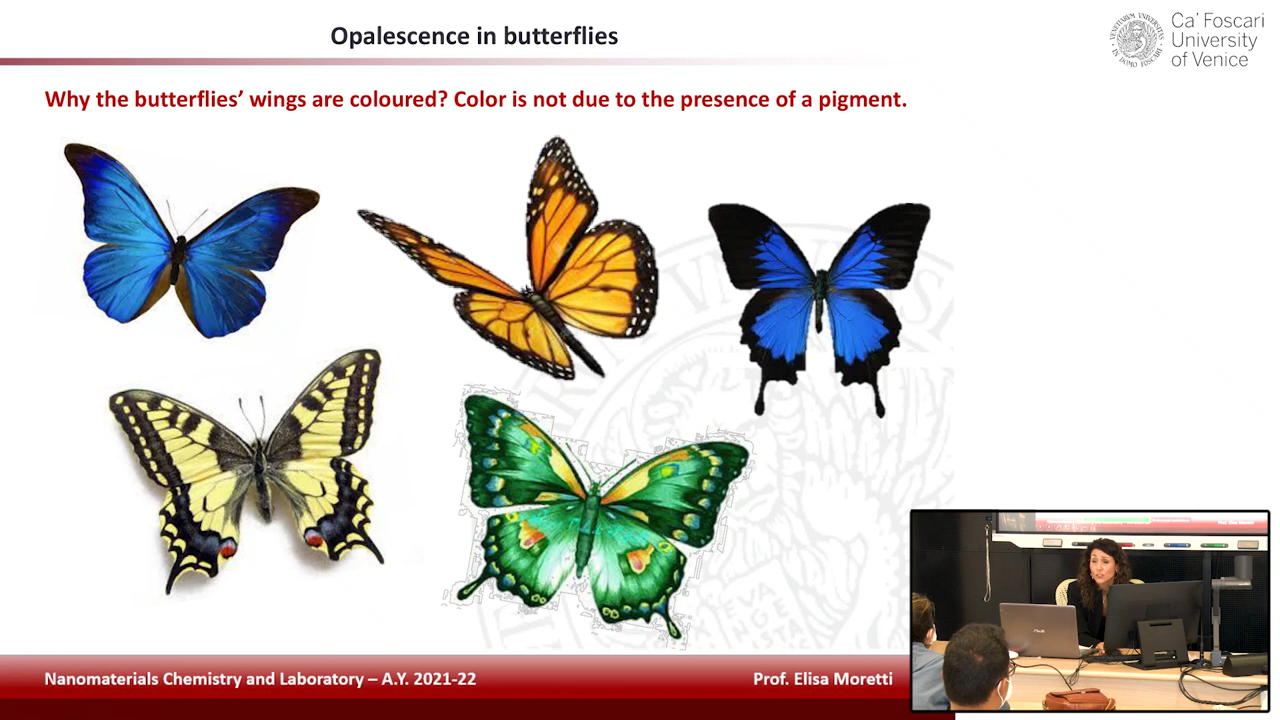 Opalescence in butterflies
Ca' Foscari
University
of Venice
Why the butterflies' wings are coloured? Color is not due to the presence of a pigment.
Nanomaterials Chemistry and Laboratory – A.Y. 2021-22
Prof. Elisa Moretti